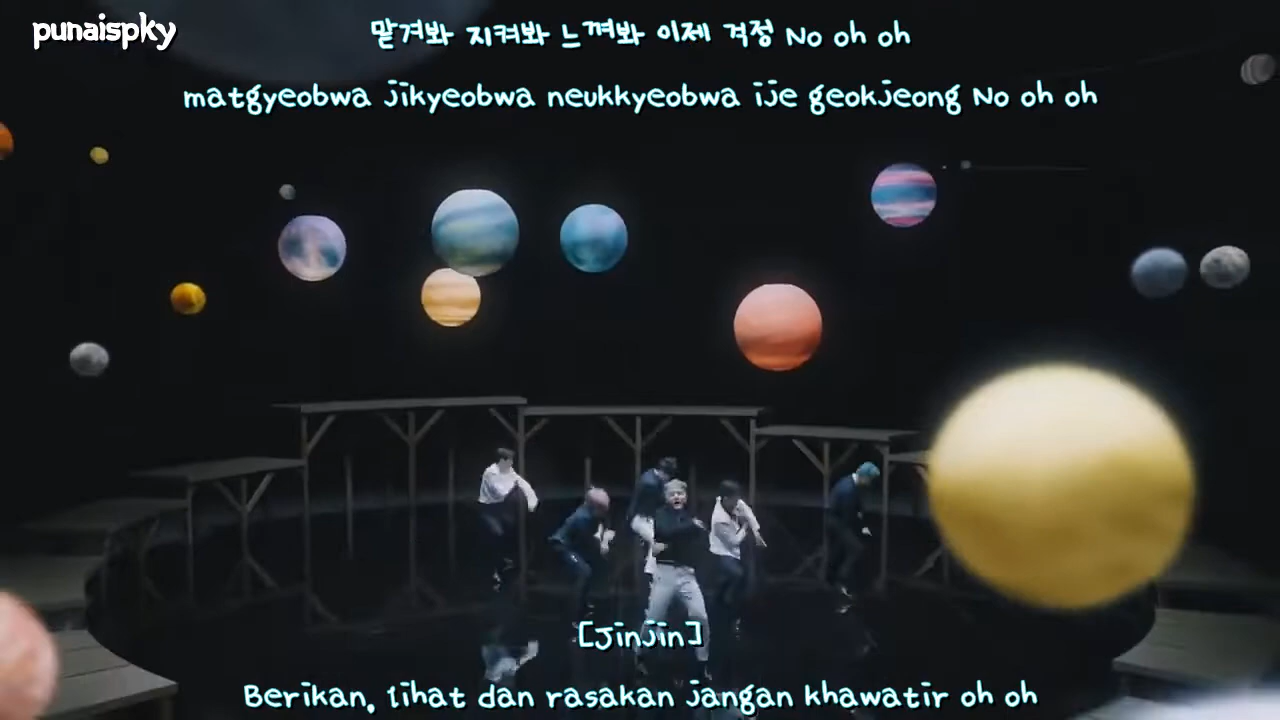 punaispky
맡겨봐 지켜봐 느껴봐 이제 걱정 No oh oh
matgyeobwa jikyeobwa neukkyeobwa ije geokjeong No oh oh
[Jinjin]
Berikan, lihat dan rasakan jangan khawatir oh oh